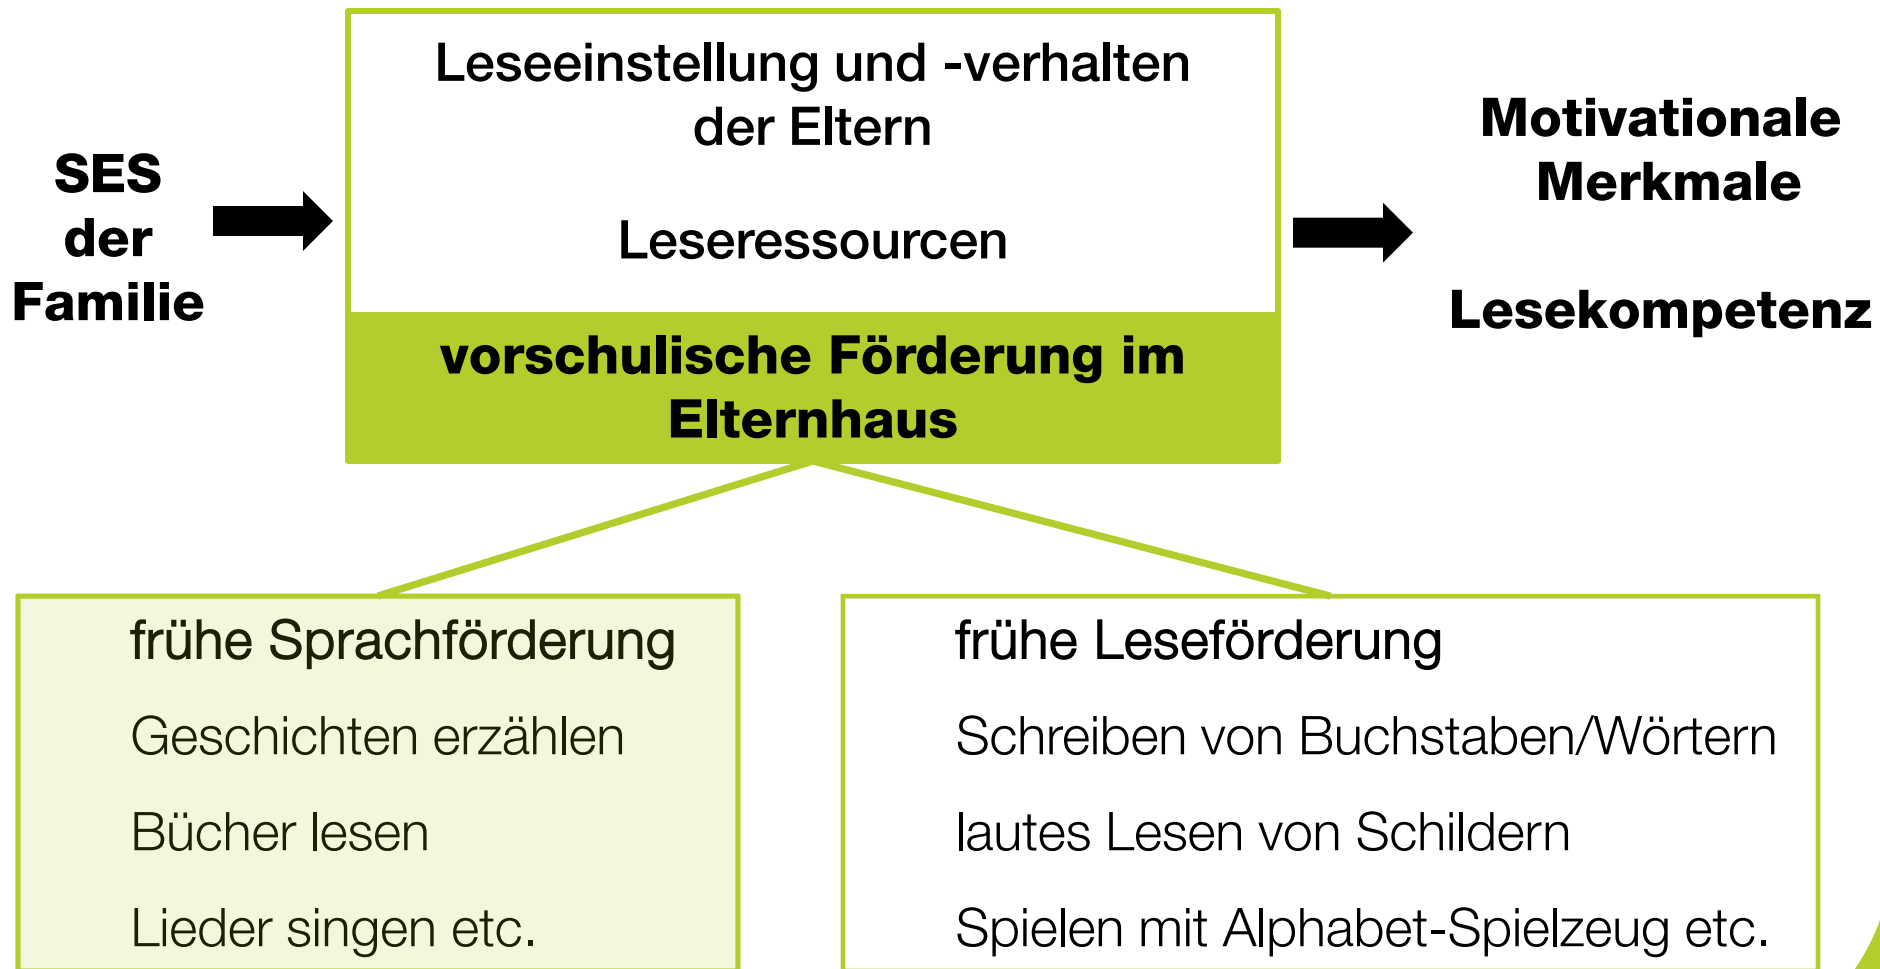 SES
der
Familie
Leseeinstellung und -verhalten
der Eltern
Leseressourcen
vorschulische Förderung im
Elternhaus
Motivationale
Merkmale
Lesekompetenz
frühe Sprachförderung
Geschichten erzählen
Bücher lesen
Lieder singen etc.
frühe Leseförderung
Schreiben von Buchstaben/Wörtern
lautes Lesen von Schildern
Spielen mit Alphabet-Spielzeug etc.